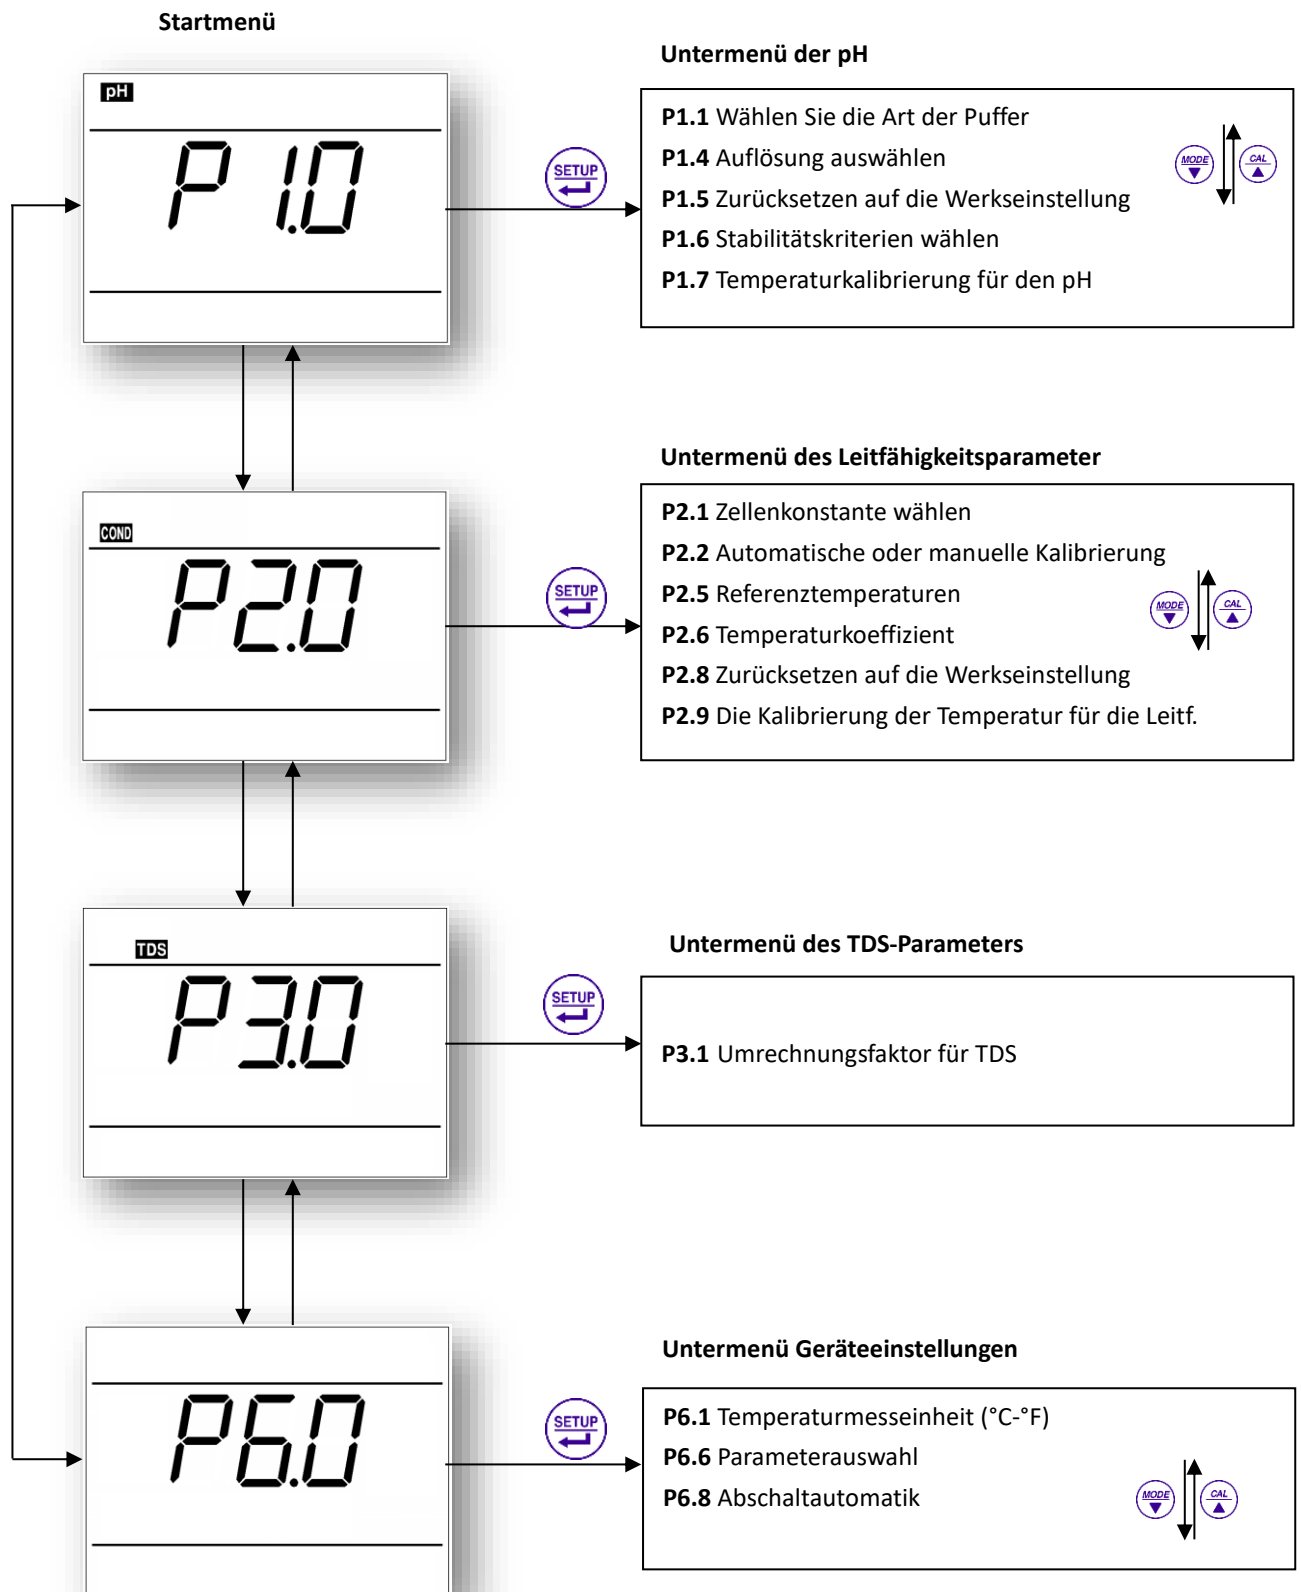 Startmenü
Untermenü der pH
pH
P1.0
SETUP
P1.1 Wählen Sie die Art der Puffer
P1.4 Auflösung auswählen
P1.5 Zurücksetzen auf die Werkseinstellung
P1.6 Stabilitätskriterien wählen
P1.7 Temperaturkalibrierung für den pH
MODE
CAL
Untermenü des Leitfähigkeitsparameter
COND
P2.0
SETUP
P2.1 Zellenkonstante wählen
P2.2 Automatische oder manuelle Kalibrierung
P2.5 Referenztemperaturen
P2.6 Temperaturkoeffizient
P2.8 Zurücksetzen auf die Werkseinstellung
P2.9 Die Kalibrierung der Temperatur für die Leitf.
MODE
CAL
Untermenü des TDS-Parameters
TDS
P3.0
SETUP
P3.1 Umrechnungsfaktor für TDS
Untermenü Geräteeinstellungen
P6.0
SETUP
P6.1 Temperaturmesseinheit (°C-°F)
P6.6 Parameterauswahl
P6.8 Abschaltautomatik
MODE
CAL